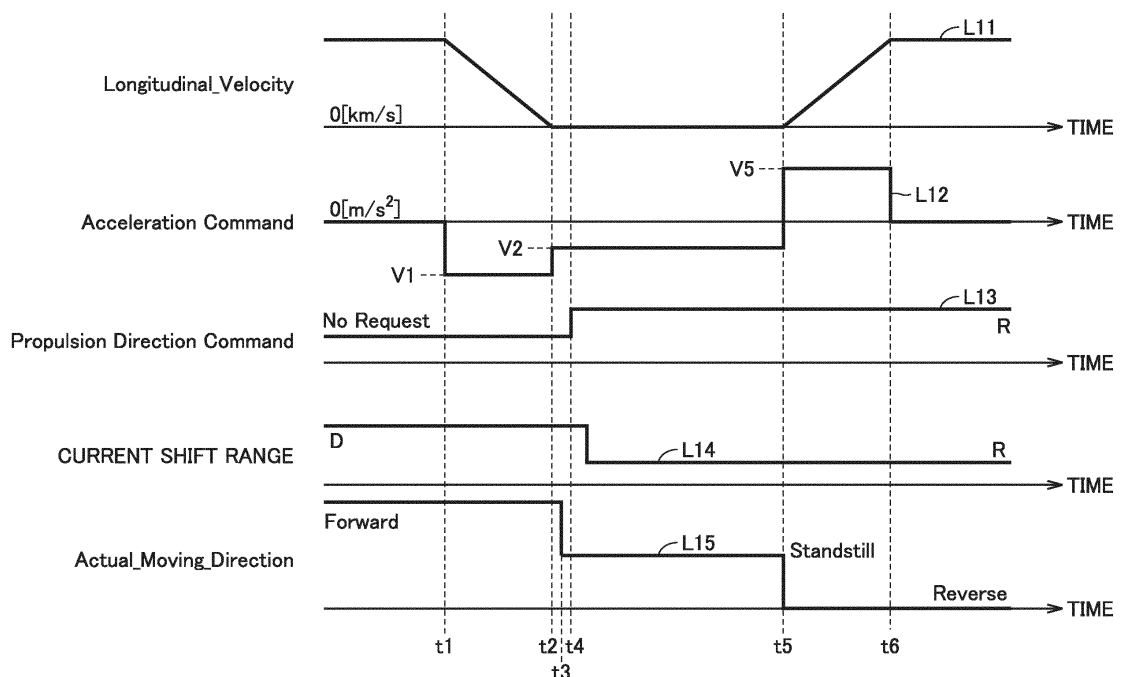 L11
Longitudinal_Velocity
0[km/s]
TIME
V5
L12
0[m/s²]
Acceleration Command
TIME
V2
V1
L13
No Request
R
Propulsion Direction Command
TIME
D
L14
R
CURRENT SHIFT RANGE
TIME
Forward
L15
Standstill
Actual_Moving_Direction
Reverse
TIME
t1
t2
t4
t5
t6
t3